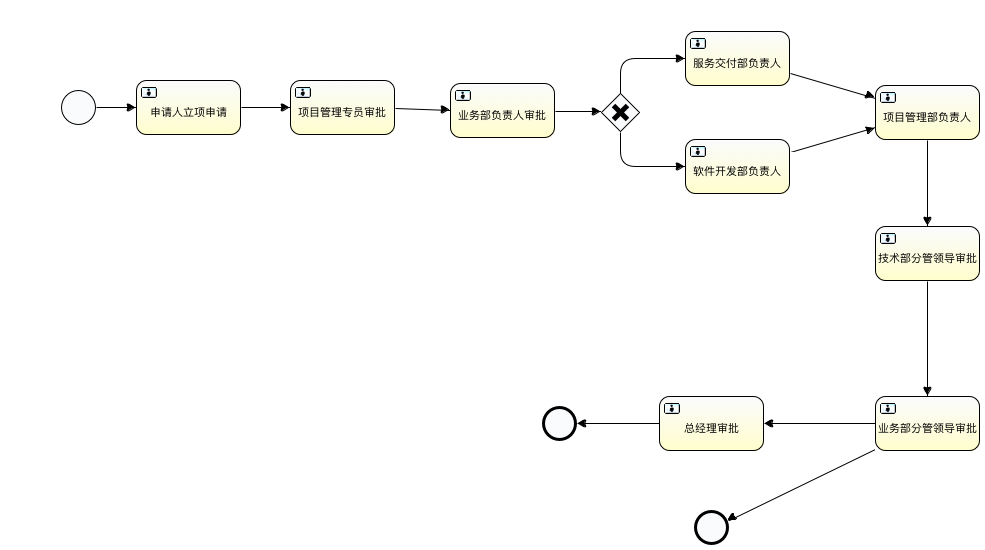 申请人立项申请
项目管理专员审批
业务部负责人审批
服务交付部负责人
软件开发部负责人
项目管理部负责人
技术部分管领导审批
业务部分管领导审批
总经理审批